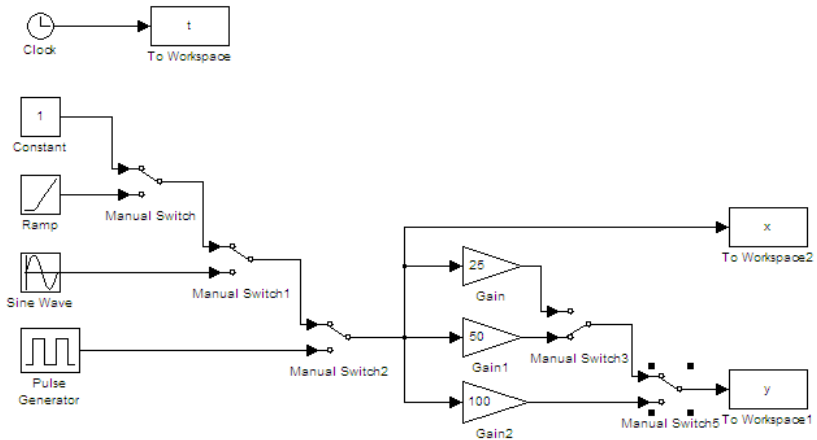 t
Clock
To Workspace
1
Constant
Manual Switch
Ramp
x
To Workspace2
25
Gain
Manual Switch1
Sine Wave
50
Gain1
Manual Switch3
Manual Switch2
Pulse
Generator
y
To Workspace1
100
Gain2
Manual Switch5